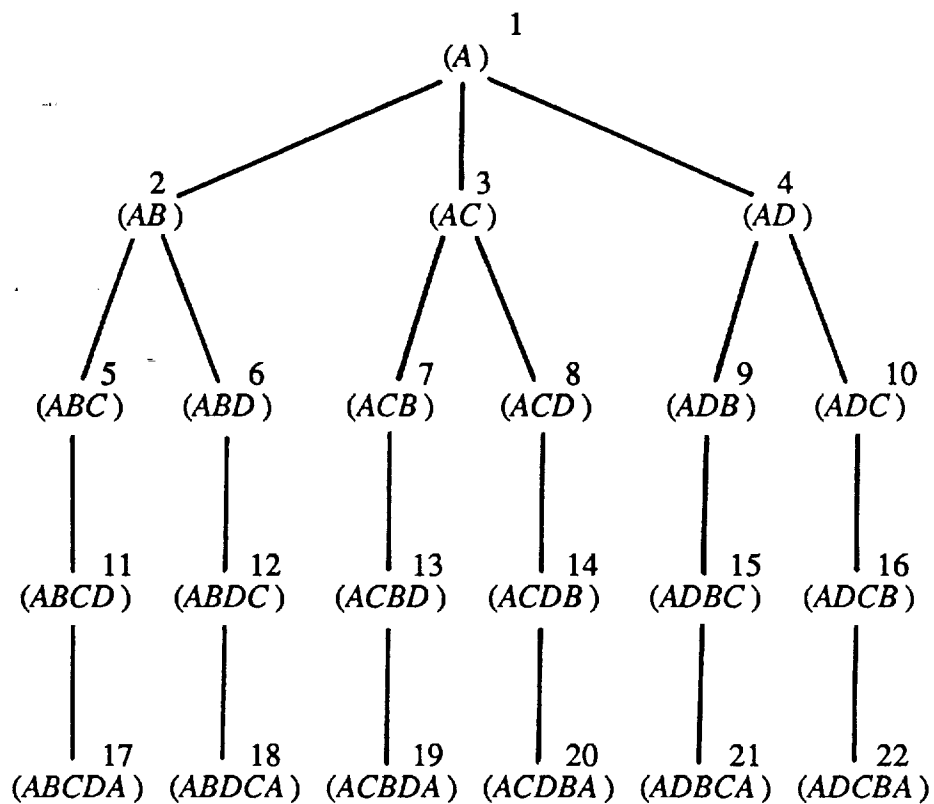 1
(A)
2 3 4
(AB) (AC) (AD)
5 6 7 8 9 10
(ABC) (ABD) (ACB) (ACD) (ADB) (ADC)
11 12 13 14 15 16
(ABCD) (ABDC) (ACBD) (ACDB) (ADBC) (ADCB)
17 18 19 20 21 22
(ABCDA) (ABDCA) (ACBDA) (ACDBA) (ADBCA) (ADCBA)